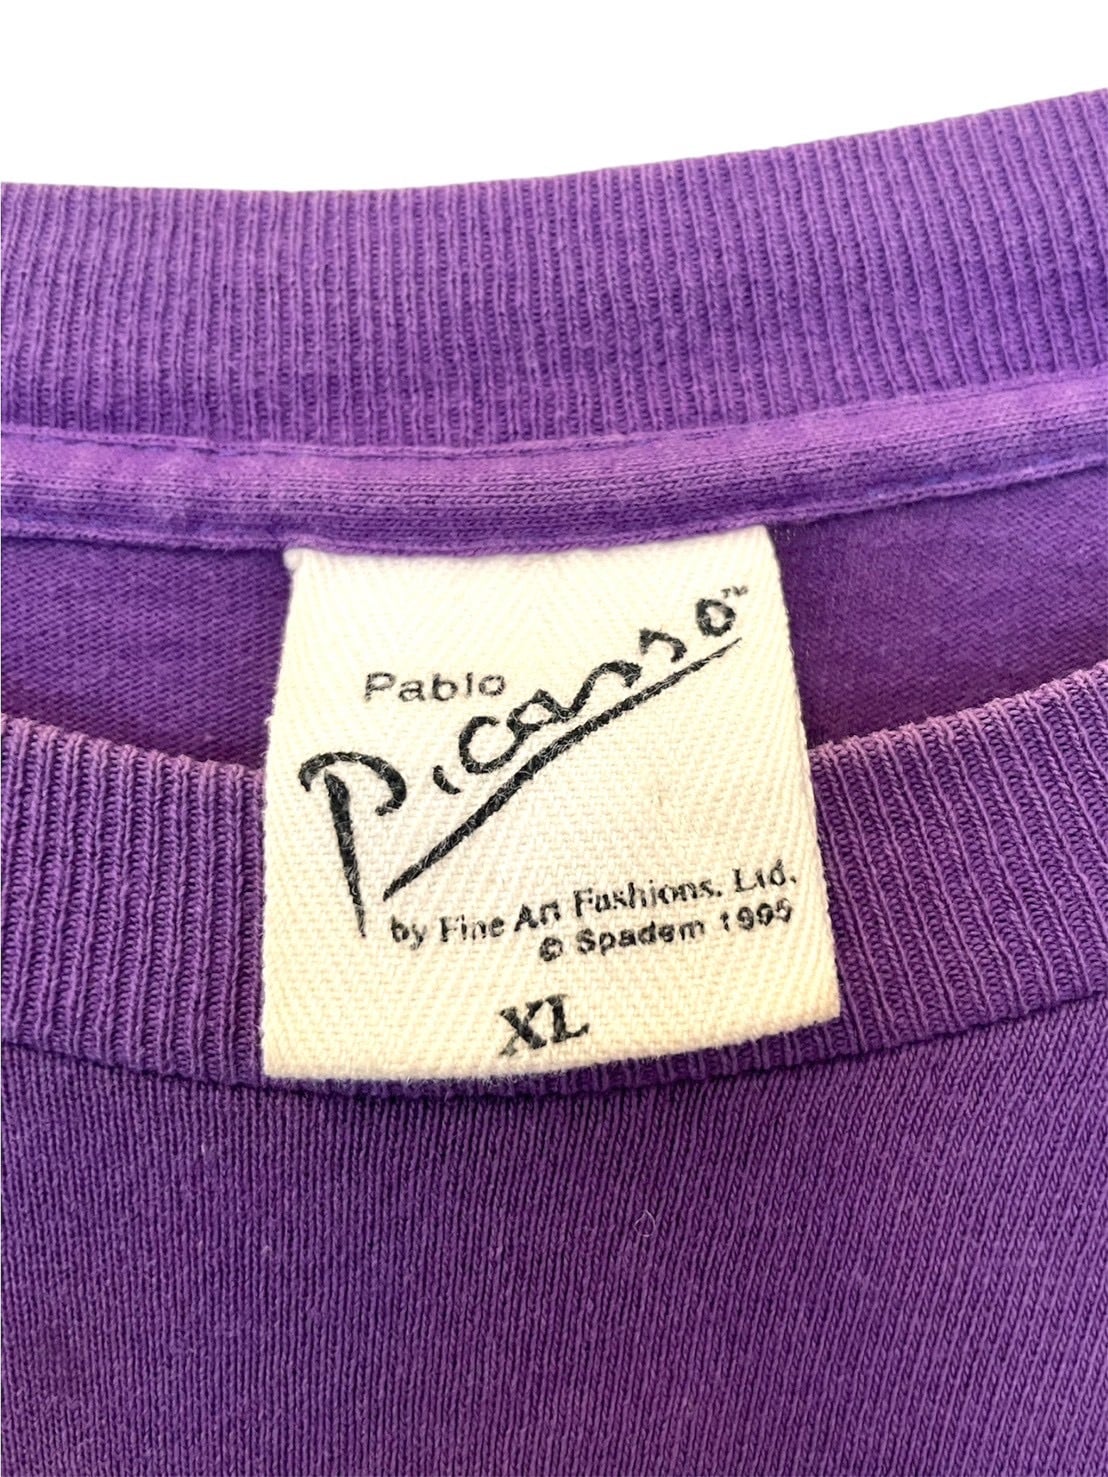 Pablo
Picasso™
by Fine Art Fashions, Ltd.
© Spadem 1995
XL